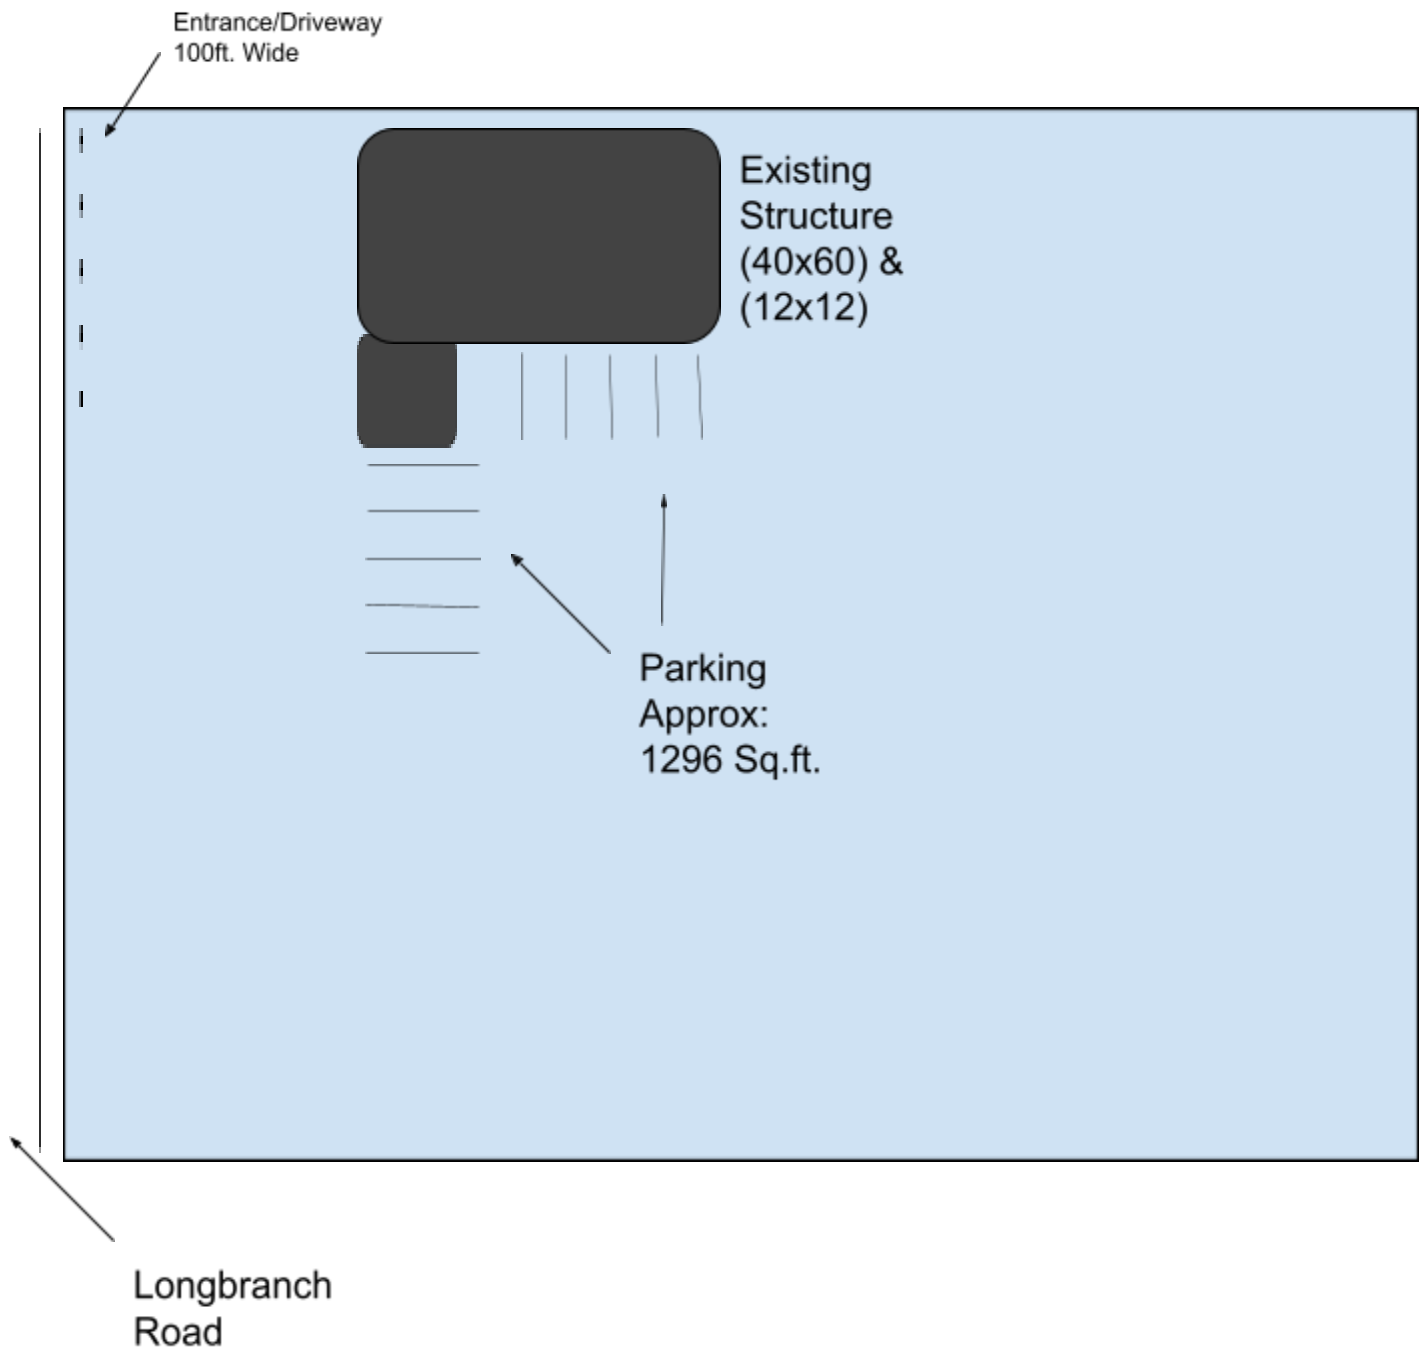 Entrance/Driveway
100ft. Wide
Existing
Structure
(40x60) &
(12x12)
Parking
Approx:
1296 Sq.ft.
Longbranch
Road